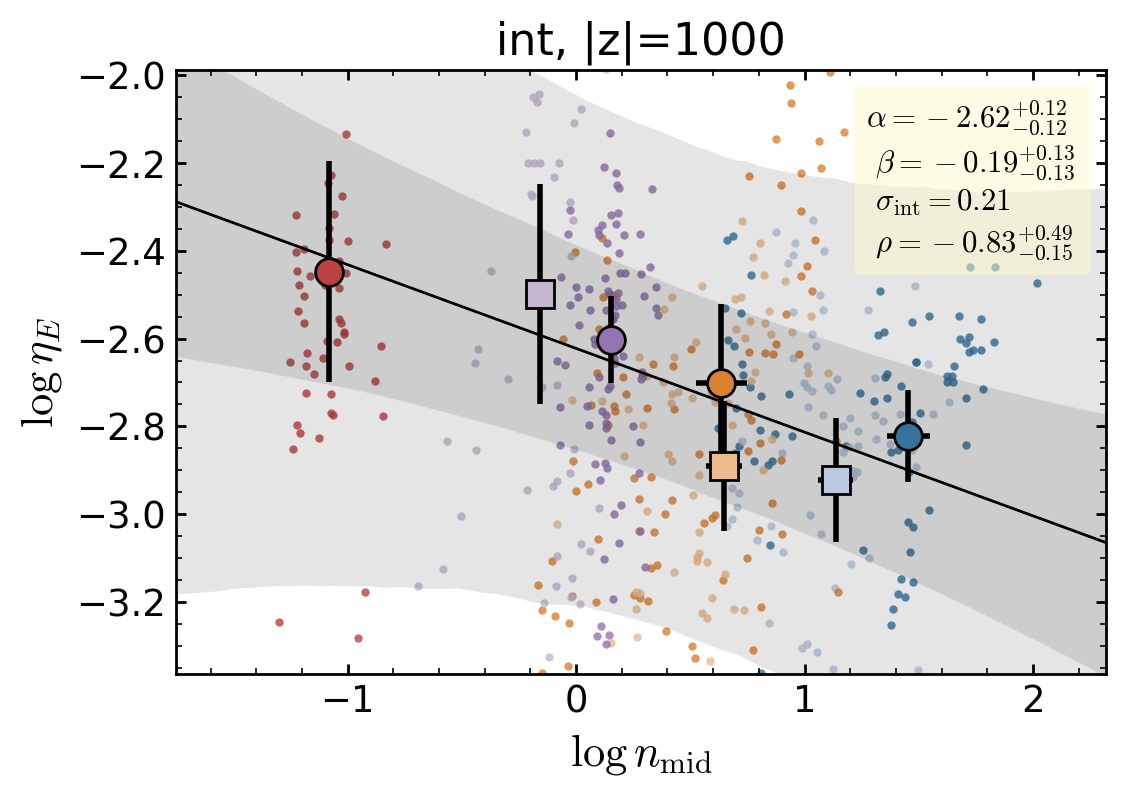 int, |z|=1000
−2.0
−2.2
−2.4
−2.6
−2.8
−3.0
−3.2
log η_E
α = −2.62^{+0.12}_{−0.12}
β = −0.19^{+0.13}_{−0.13}
σ_int = 0.21
ρ = −0.83^{+0.49}_{−0.15}
−1 0 1 2
log n_mid